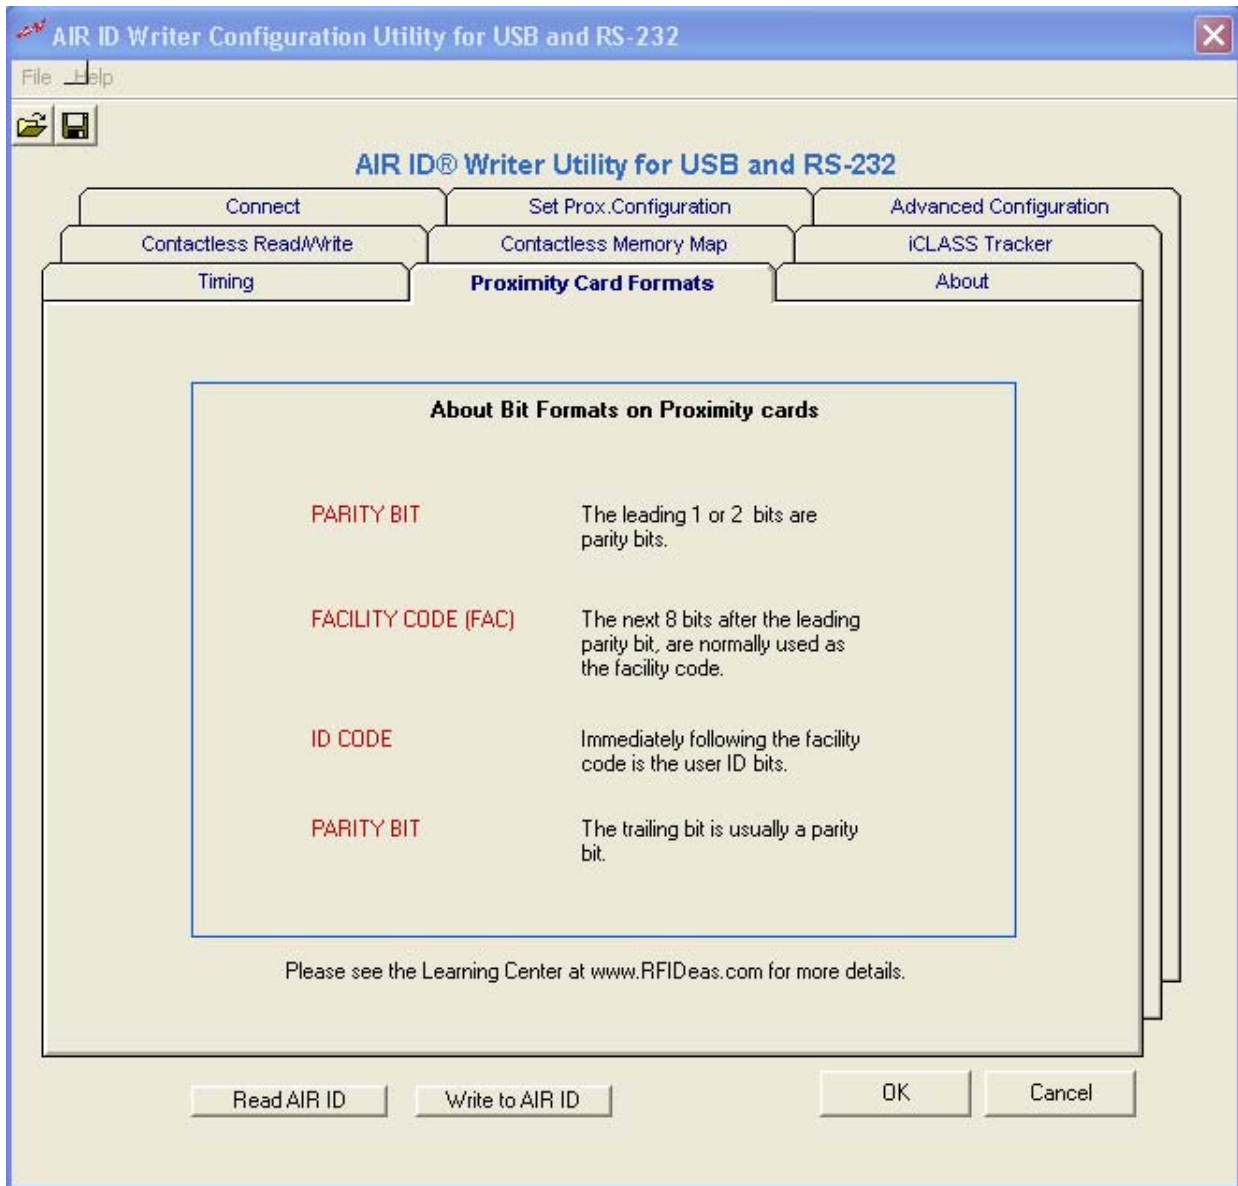 AIR ID Writer Configuration Utility for USB and RS-232
File Help
AIR ID® Writer Utility for USB and RS-232
Connect Set Prox.Configuration Advanced Configuration
Contactless Read/Write Contactless Memory Map iCLASS Tracker
Timing Proximity Card Formats About
About Bit Formats on Proximity cards
PARITY BIT The leading 1 or 2 bits are
parity bits.
FACILITY CODE (FAC) The next 8 bits after the leading
parity bit, are normally used as
the facility code.
ID CODE Immediately following the facility
code is the user ID bits.
PARITY BIT The trailing bit is usually a parity
bit.
Please see the Learning Center at www.RFIDeas.com for more details.
Read AIR ID Write to AIR ID OK Cancel